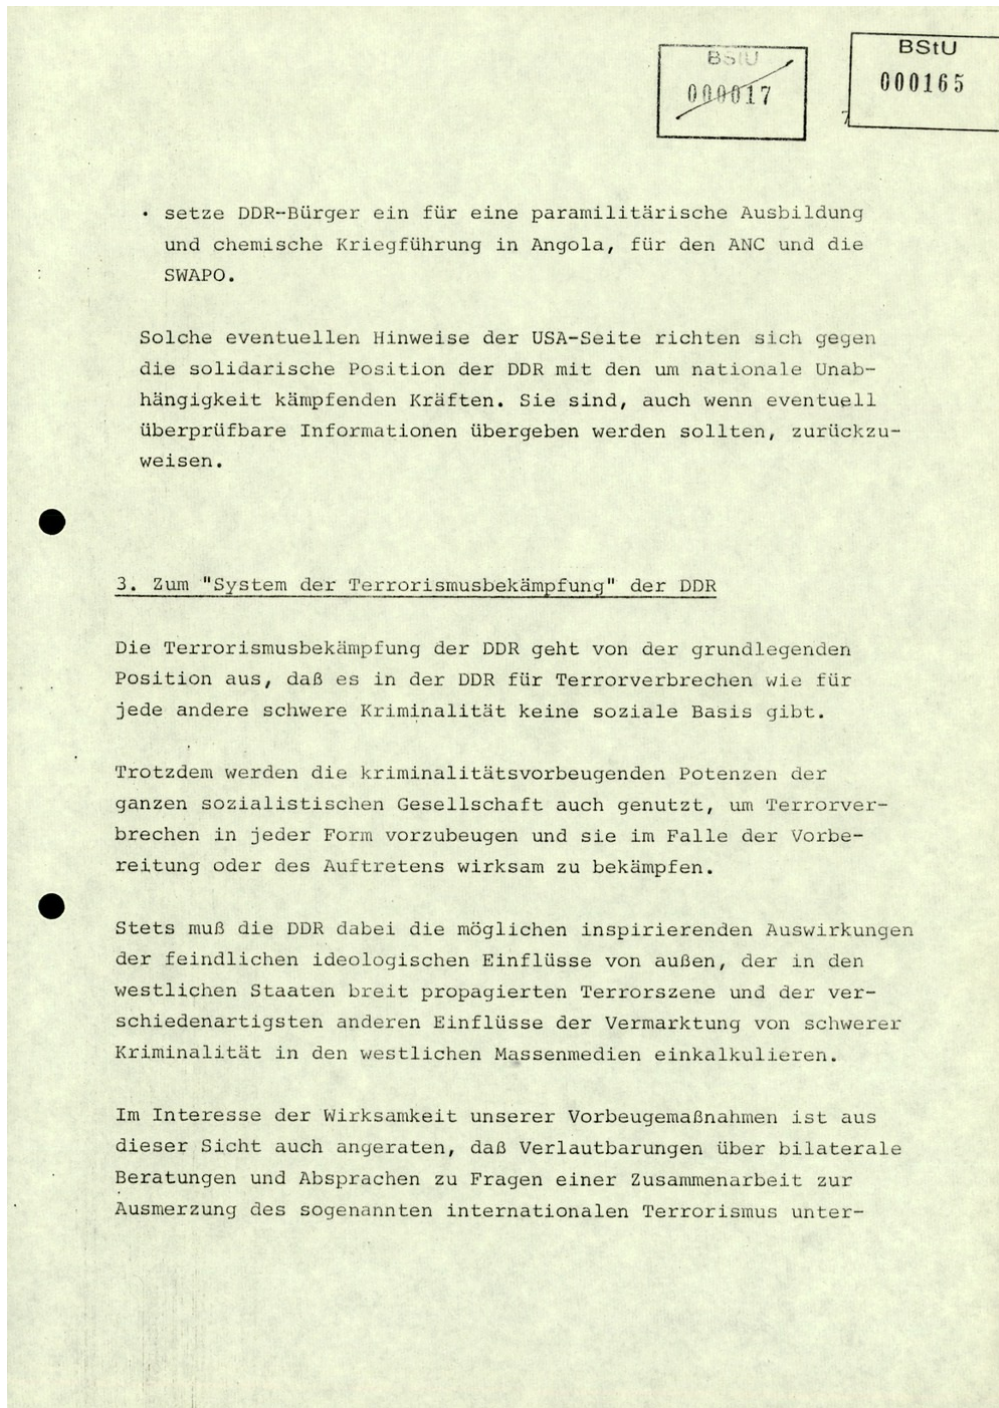 BStU
000017
BStU
000165
7
• setze DDR-Bürger ein für eine paramilitärische Ausbildung
und chemische Kriegführung in Angola, für den ANC und die
SWAPO.
Solche eventuellen Hinweise der USA-Seite richten sich gegen
die solidarische Position der DDR mit den um nationale Unab-
hängigkeit kämpfenden Kräften. Sie sind, auch wenn eventuell
überprüfbare Informationen übergeben werden sollten, zurückzu-
weisen.
3. Zum "System der Terrorismusbekämpfung" der DDR
Die Terrorismusbekämpfung der DDR geht von der grundlegenden
Position aus, daß es in der DDR für Terrorverbrechen wie für
jede andere schwere Kriminalität keine soziale Basis gibt.
Trotzdem werden die kriminalitätsvorbeugenden Potenzen der
ganzen sozialistischen Gesellschaft auch genutzt, um Terrorver-
brechen in jeder Form vorzubeugen und sie im Falle der Vorbe-
reitung oder des Auftretens wirksam zu bekämpfen.
Stets muß die DDR dabei die möglichen inspirierenden Auswirkungen
der feindlichen ideologischen Einflüsse von außen, der in den
westlichen Staaten breit propagierten Terrorszene und der ver-
schiedenartigsten anderen Einflüsse der Vermarktung von schwerer
Kriminalität in den westlichen Massenmedien einkalkulieren.
Im Interesse der Wirksamkeit unserer Vorbeugemaßnahmen ist aus
dieser Sicht auch angeraten, daß Verlautbarungen über bilaterale
Beratungen und Absprachen zu Fragen einer Zusammenarbeit zur
Ausmerzung des sogenannten internationalen Terrorismus unter-